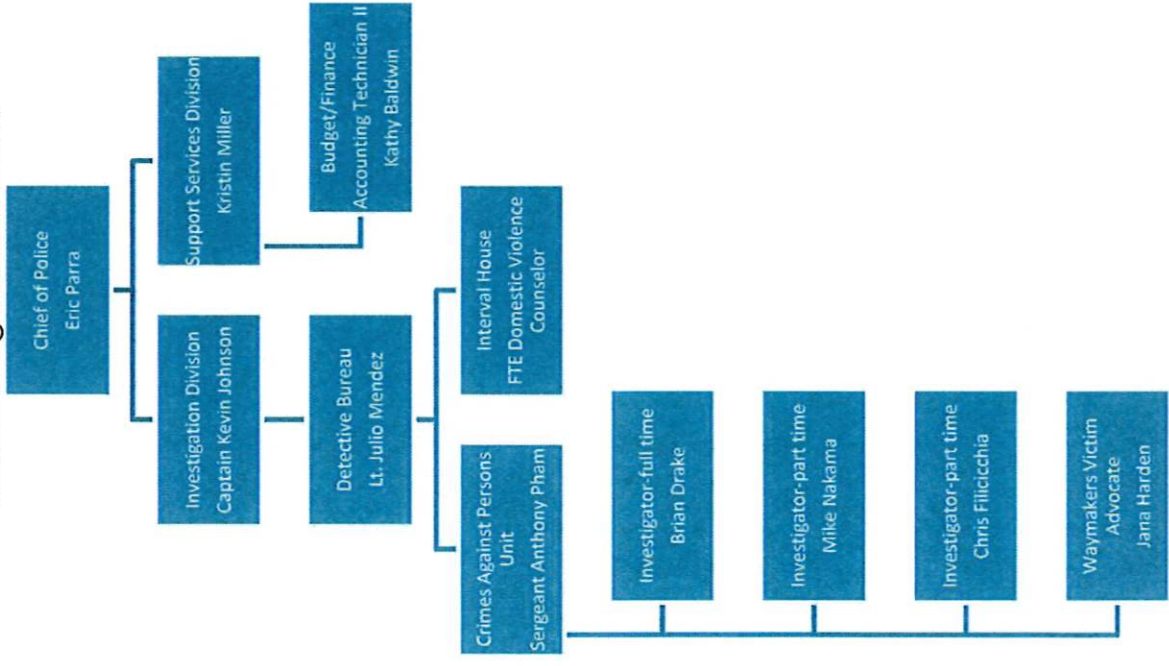 Chief of Police
Eric Parra
Investigation Division
Captain Kevin Johnson
Support Services Division
Kristin Miller
Detective Bureau
Lt. Julio Mendez
Budget/Finance
Accounting Technician II
Kathy Baldwin
Crimes Against Persons
Unit
Sergeant Anthony Pham
Interval House
FTE Domestic Violence
Counselor
Investigator-full time
Brian Drake
Investigator-part time
Mike Nakama
Investigator-part time
Chris Filicicchia
Waymakers Victim
Advocate
Jana Harden